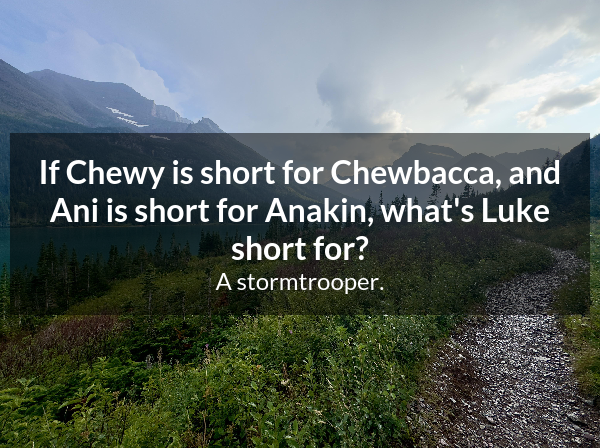 If Chewy is short for Chewbacca, and
Ani is short for Anakin, what's Luke
short for?
A stormtrooper.